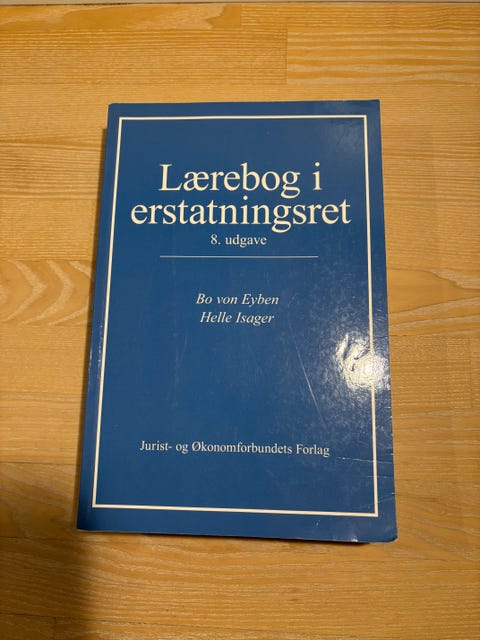 Lærebog i
erstatningsret
8. udgave
Bo von Eyben
Helle Isager
Jurist- og Økonomforbundets Forlag